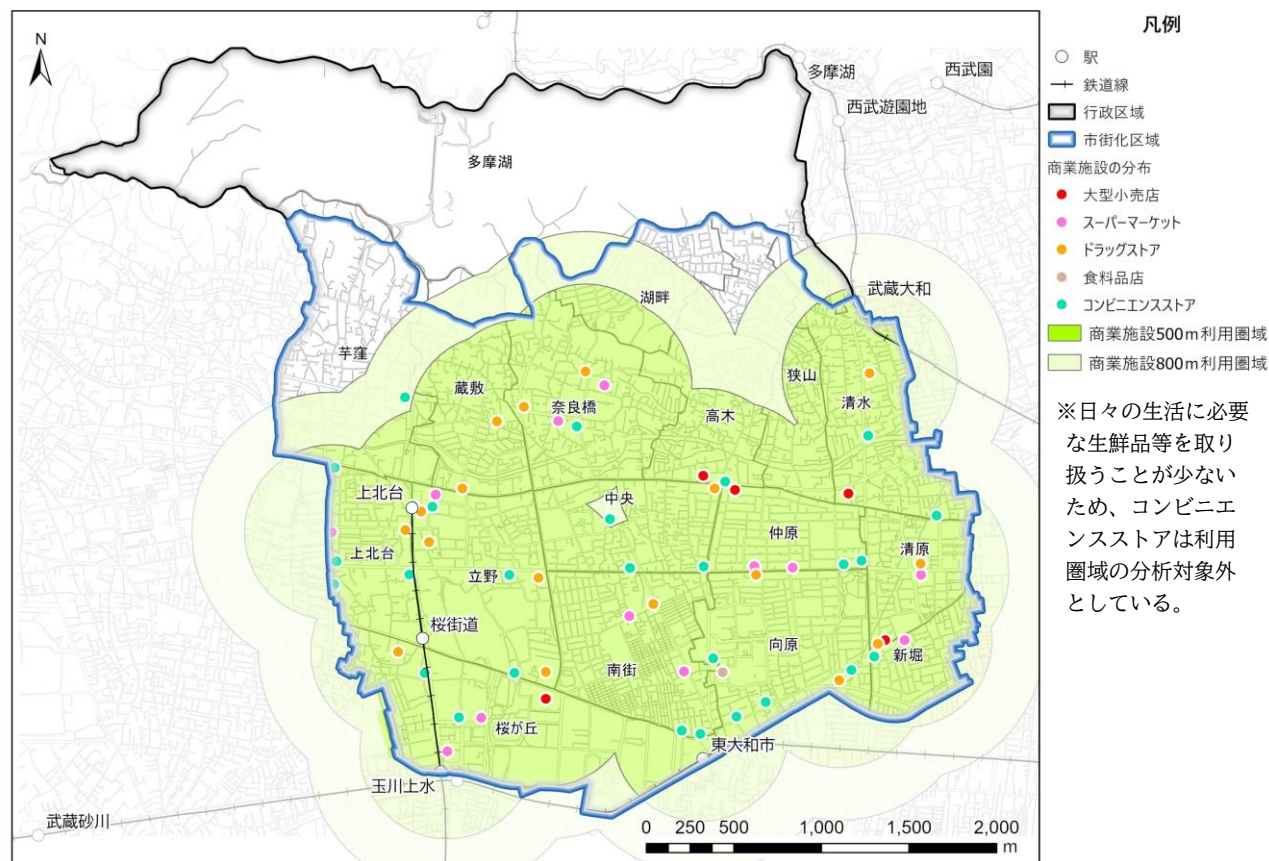 N
多摩湖
西武園
西武遊園地
多摩湖
武蔵大和
湖畔
芋窪
蔵敷
奈良橋
狭山
高木
清水
上北台
中央
仲原
上北台
立野
清原
桜街道
向原
南街
新堀
桜が丘
東大和市
玉川上水
武蔵砂川
0 250 500 1,000 1,500 2,000
m
凡例
駅
鉄道線
行政区域
市街化区域
商業施設の分布
大型小売店
スーパーマーケット
ドラッグストア
食料品店
コンビニエンスストア
商業施設500m利用圏域
商業施設800m利用圏域
※日々の生活に必要
な生鮮品等を取り
扱うことが少ない
ため、コンビニエ
ンスストアは利用
圏域の分析対象外
としている。